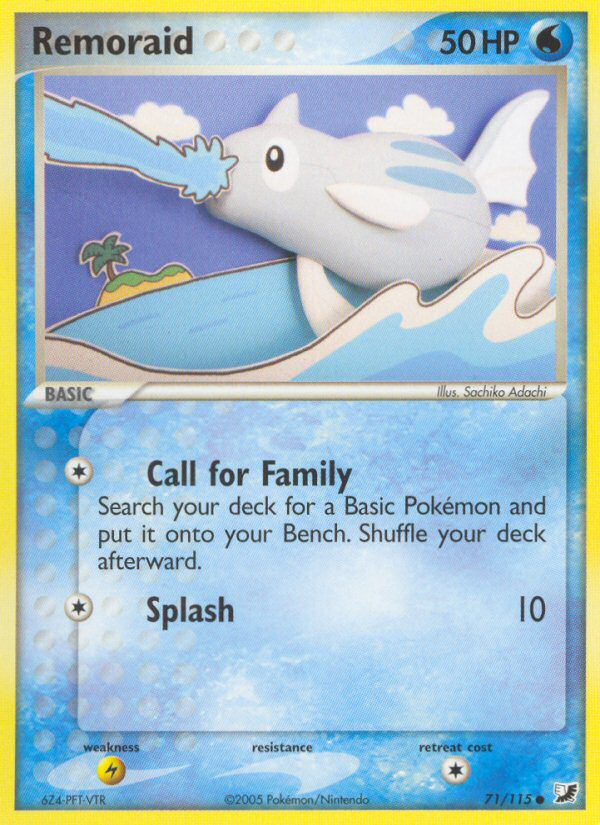 Remoraid
50 HP
BASIC
Illus. Sachiko Adachi
Call for Family
Search your deck for a Basic Pokémon and
put it onto your Bench. Shuffle your deck
afterward.
Splash 10
weakness resistance retreat cost
6Z4-PFT-VTR ©2005 Pokémon/Nintendo 71/115